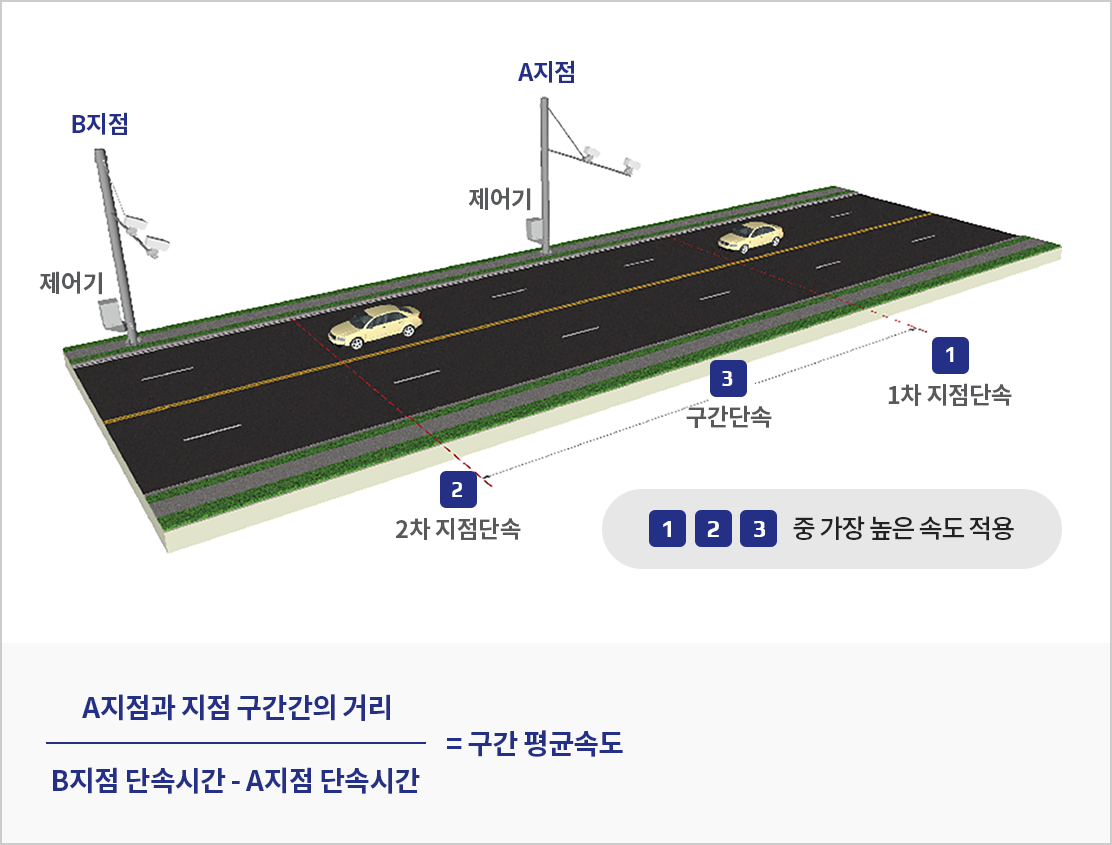 A지점
B지점
제어기
제어기
1
1차 지점단속
3
구간단속
2
2차 지점단속
1 2 3 중 가장 높은 속도 적용
A지점과 지점 구간간의 거리
B지점 단속시간 - A지점 단속시간
= 구간 평균속도